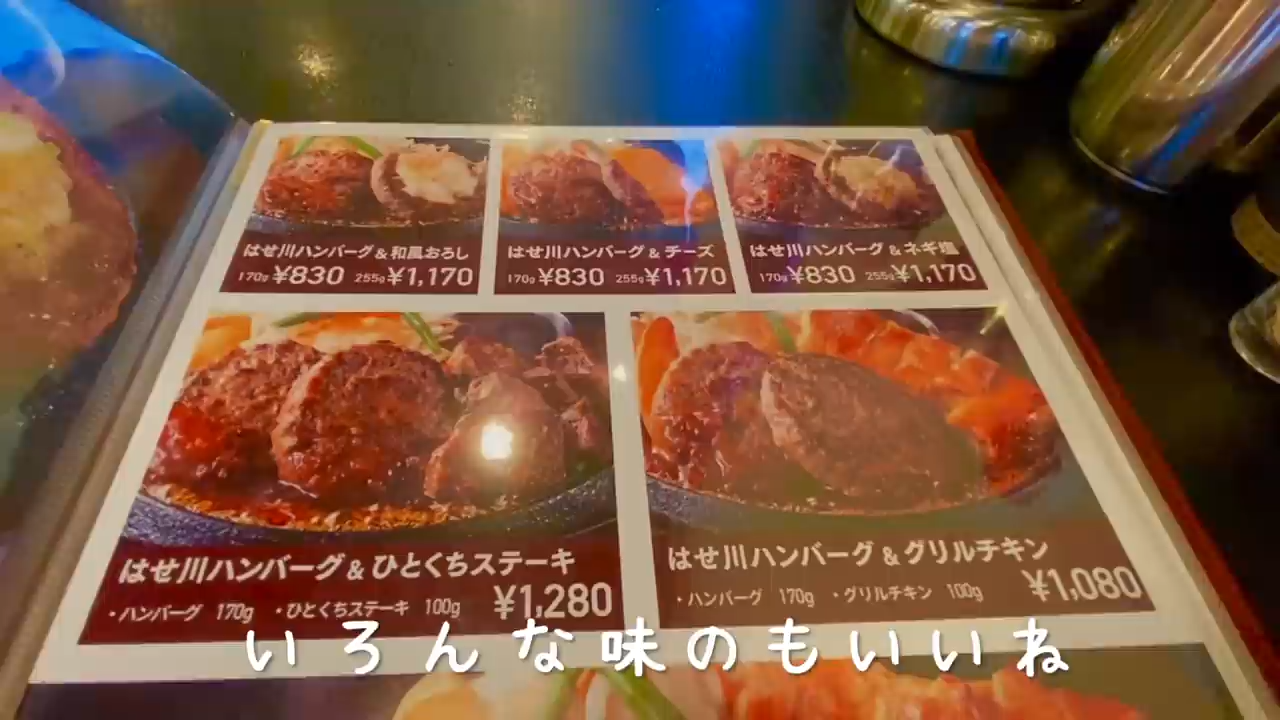 はせ川ハンバーグ&和風おろし
170g ¥830 255g ¥1,170
はせ川ハンバーグ&チーズ
170g ¥830 255g ¥1,170
はせ川ハンバーグ&ネギ塩
170g ¥830 255g ¥1,170
はせ川ハンバーグ&ひとくちステーキ
・ハンバーグ 170g ・ひとくちステーキ 100g ¥1,280
はせ川ハンバーグ&グリルチキン
・ハンバーグ 170g ・グリルチキン 100g ¥1,080
いろんな味のもいいね